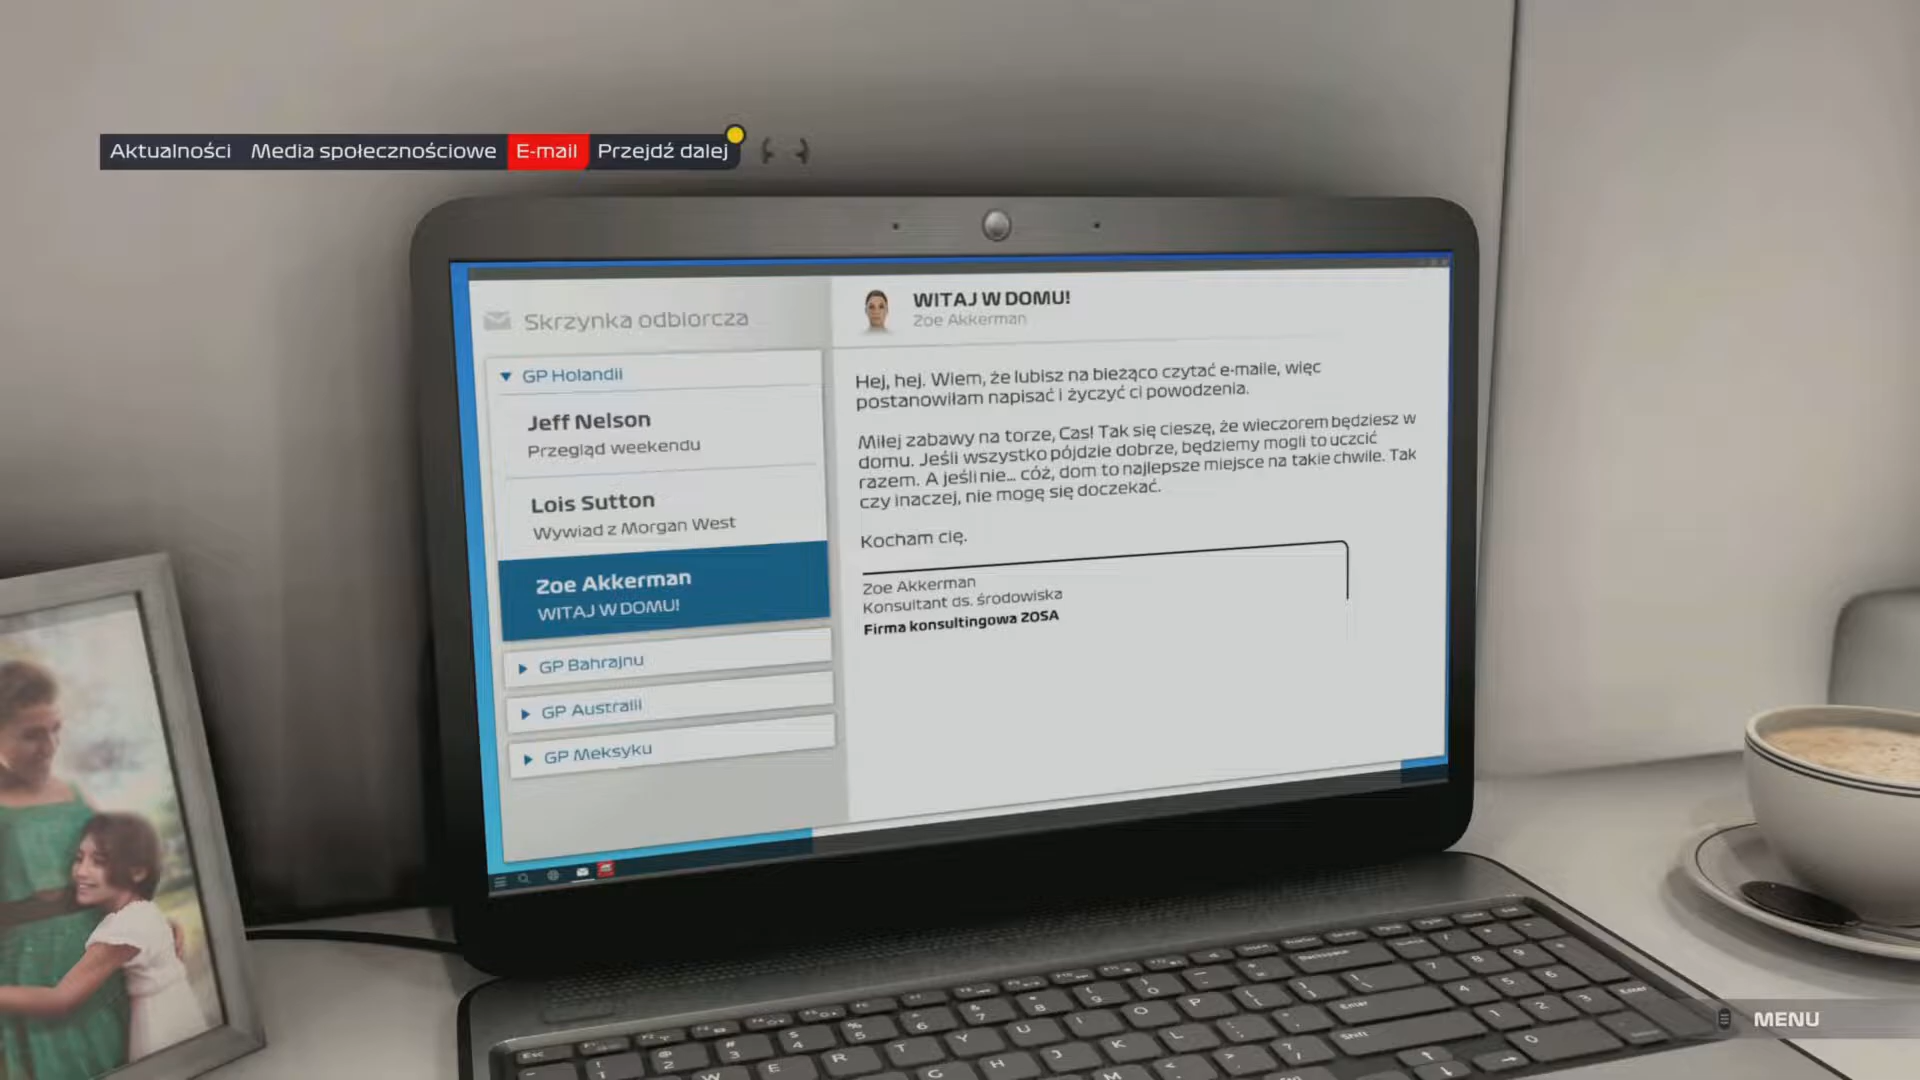 Aktualności Media społecznościowe E-mail Przejdź dalej
Skrzynka odbiorcza
GP Holandii
Jeff Nelson
Przegląd weekendu
Lois Sutton
Wywiad z Morgan West
Zoe Akkerman
WITAJ W DOMU!
GP Bahrajnu
GP Australii
GP Meksyku
WITAJ W DOMU!
Zoe Akkerman
Hej, hej. Wiem, że lubisz na bieżąco czytać e-maile, więc
postanowiłam napisać i życzyć ci powodzenia.
Miłej zabawy na torze, Cas! Tak się cieszę, że wieczorem będziesz w
domu. Jeśli wszystko pójdzie dobrze, będziemy mogli to uczcić
razem. A jeśli nie... cóż, dom to najlepsze miejsce na takie chwile. Tak
czy inaczej, nie mogę się doczekać.
Kocham cię.
Zoe Akkerman
Konsultant ds. środowiska
Firma konsultingowa ZOSA
MENU